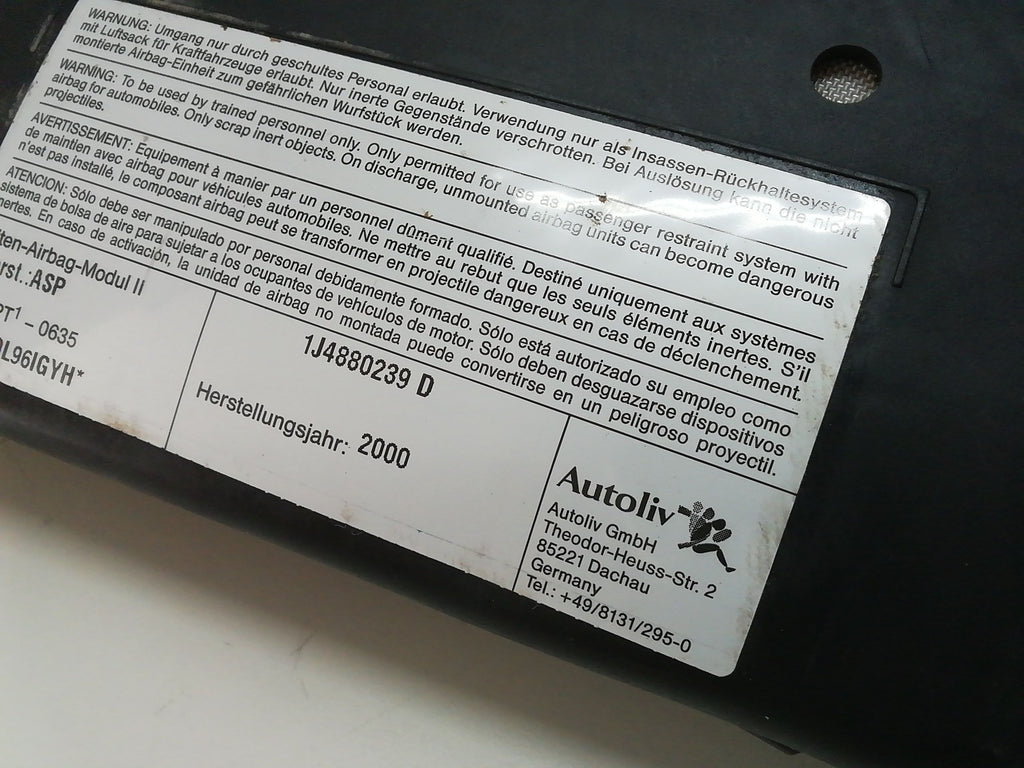 WARNUNG: Umgang nur durch geschultes Personal erlaubt. Verwendung nur als Insassen-Rückhaltesystem
mit Luftsack für Kraftfahrzeuge erlaubt. Nur inerte Gegenstände verschrotten. Bei Auslösung kann die nicht
montierte Airbag-Einheit zum gefährlichen Wurfstück werden.
WARNING: To be used by trained personnel only. Only permitted for use as passenger restraint system with
airbag for automobiles. Only scrap inert objects. On discharge, unmounted airbag units can become dangerous
projectiles.
AVERTISSEMENT: Équipement à manier par un personnel dûment qualifié. Destiné uniquement aux systèmes
de maintien avec airbag pour véhicules automobiles. Ne mettre au rebut que les seuls éléments inertes. S'il
n'est pas installé, le composant airbag peut se transformer en projectile dangereux en cas de déclenchement.
ATENCION: Sólo debe ser manipulado por personal debidamente formado. Sólo está autorizado su empleo como
sistema de bolsa de aire para sujetar a los ocupantes de vehículos de motor. Sólo deben desguazarse dispositivos
nertes. En caso de activación, la unidad de airbag no montada puede convertirse en un peligroso proyectil.
ten-Airbag-Modul II
rst.:ASP
PT1 - 0635
L96IGYH*
1J4880239 D
Herstellungsjahr: 2000
Autoliv
Autoliv GmbH
Theodor-Heuss-Str. 2
85221 Dachau
Germany
Tel.: +49/8131/295-0